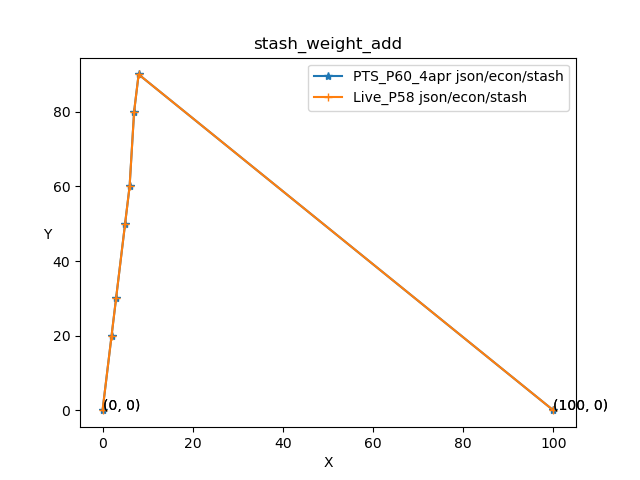 stash_weight_add
PTS_P60_4apr json/econ/stash
Live_P58 json/econ/stash
80
60
Y
40
20
0
(0, 0)
(100, 0)
0
20
40
60
80
100
X